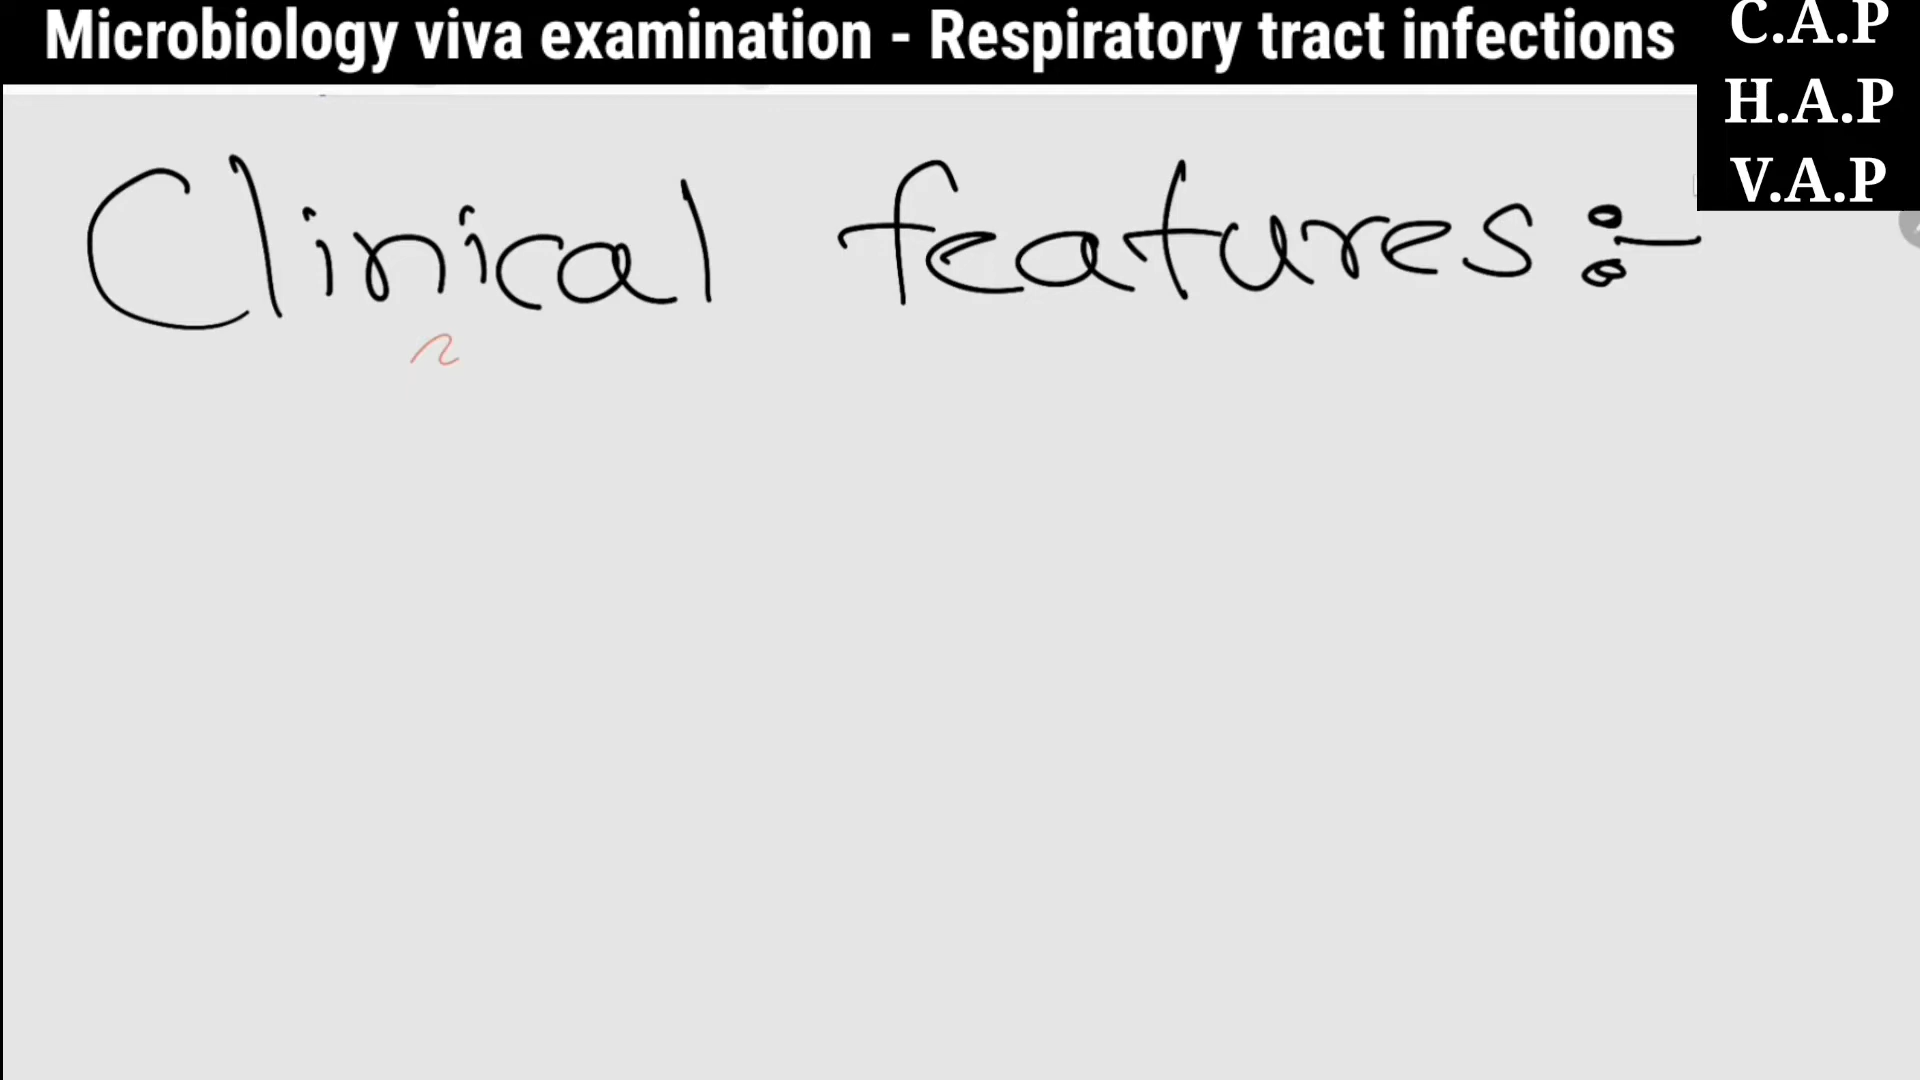 Microbiology viva examination - Respiratory tract infections
C.A.P
H.A.P
V.A.P
Clinical features :-